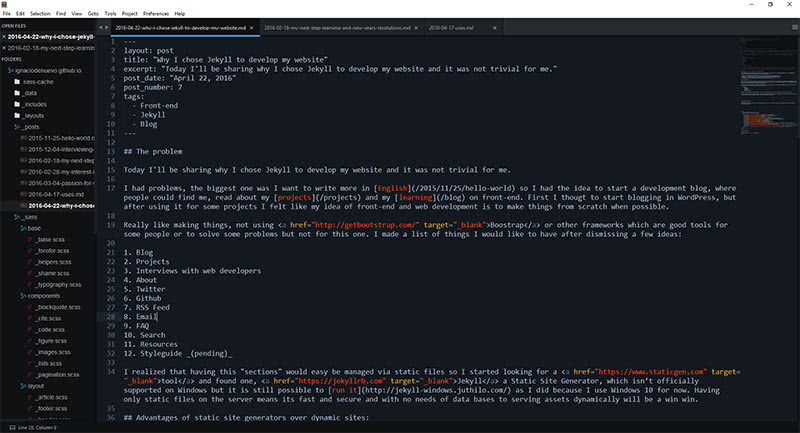 File Edit Selection Find View Goto Tools Project Preferences Help
OPEN FILES
2016-04-22-why-i-chose-jekyll-
2016-02-18-my-next-step-learnin
FOLDERS
ignaciodenuevo.github.io
sass-cache
_data
_includes
_layouts
_posts
2015-11-25-hello-world.m
2015-12-04-interviewing-
2016-02-18-my-next-step-
2016-02-28-my-interest-i
2016-03-04-passion-for-
2016-04-17-uses.md
2016-04-22-why-i-chose-
_sass
base
_base.scss
_forofor.scss
_helpers.scss
_shame.scss
_typography.scss
components
_blockquote.scss
_cite.scss
_code.scss
_figure.scss
_images.scss
_lists.scss
_pagination.scss
layout
_article.scss
_footer.scss
_header.scss
2016-04-22-why-i-chose-jekyll-to-develop-my-website.md 2016-02-18-my-next-step-learning-and-new-years-resolutions.md 2016-04-17-uses.md
1 ---
2 layout: post
3 title: "Why I chose Jekyll to develop my website"
4 excerpt: "Today I'll be sharing why I chose Jekyll to develop my website and it was not trivial for me."
5 post_date: "April 22, 2016"
6 post_number: 7
7 tags:
8 - Front-end
9 - Jekyll
10 - Blog
11 ---
12
13 ## The problem
14
15 Today I'll be sharing why I chose Jekyll to develop my website and it was not trivial for me.
16
17 I had problems, the biggest one was I want to write more in [English](/2015/11/25/hello-world) so I had the idea to start a development blog, where
people could find me, read about my [projects](/projects) and my [learning](/blog) on front-end. First I thougt to start blogging in WordPress, but
after using it for some projects I felt like my idea of front-end and web development is to make things from scratch when possible.
18
19 Really like making things, not using <a href="http://getbootstrap.com/" target="_blank">Boostrap</a> or other frameworks which are good tools for
some people or to solve some problems but not for this one. I made a list of things I would like to have after dismissing a few ideas:
20
21 1. Blog
22 2. Projects
23 3. Interviews with web developers
24 4. About
25 5. Twitter
26 6. Github
27 7. RSS Feed
28 8. Email
29 9. FAQ
30 10. Search
31 11. Resources
32 12. Styleguide _(pending)_
33
34 I realized that having this "sections" would easy be managed via static files so I started looking for a <a href="https://www.staticgen.com" target=
"_blank">tool</a> and found one, <a href="https://jekyllrb.com" target="_blank">Jekyll</a> a Static Site Generator, which isn't officially
supported on Windows but it is still possible to [run it](http://jekyll-windows.juthilo.com/) as I did because I use Windows 10 for now. Having
only static files on the server means its fast and secure and with no needs of data bases to serving assets dynamically will be a win win.
35
36 ## Advantages of static site generators over dynamic sites:
Line 28, Column 9